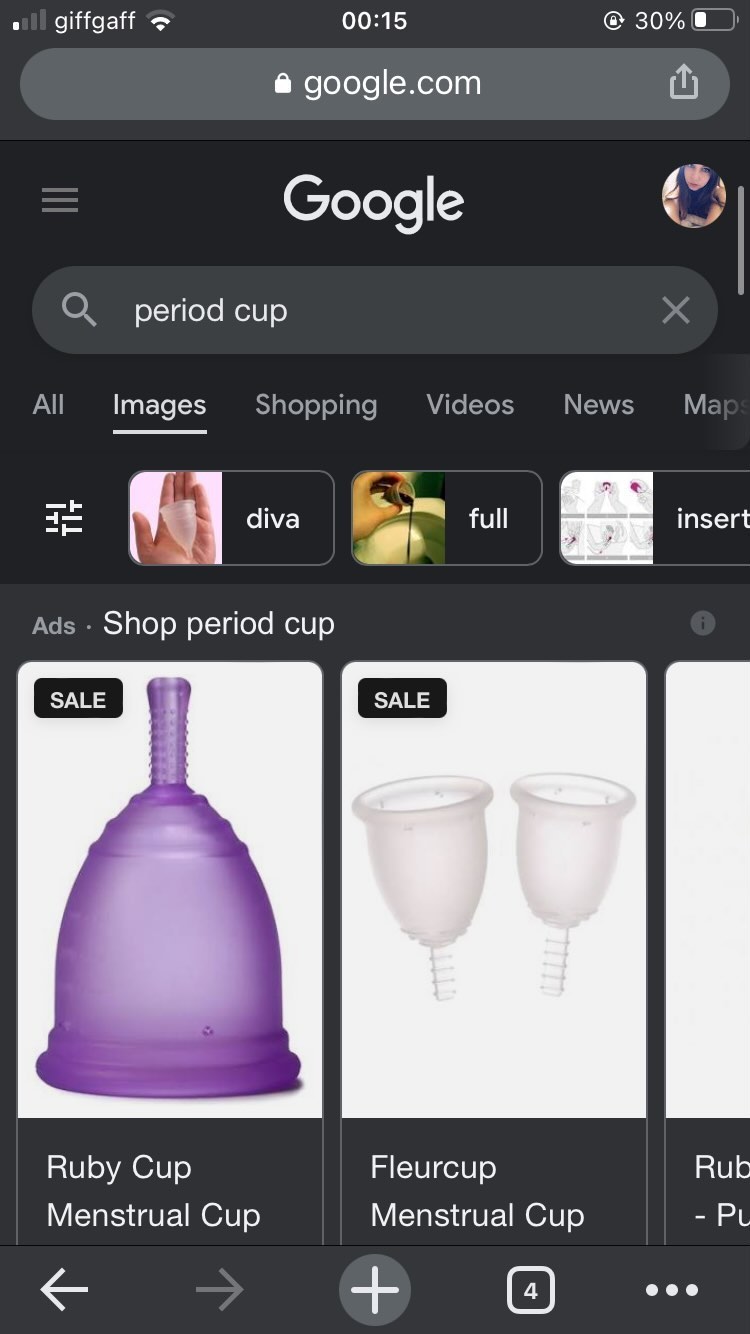 giffgaff 00:15 30%
google.com
Google
period cup
All Images Shopping Videos News Maps
diva full insert
Ads · Shop period cup
SALE SALE
Ruby Cup Fleurcup Rub
Menstrual Cup Menstrual Cup - Pu
4